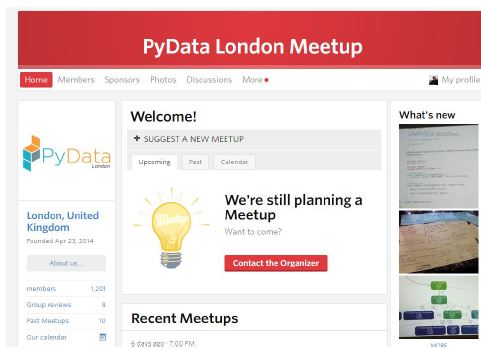 PyData London Meetup
Home Members Sponsors Photos Discussions More My profile
PyData
London
London, United
Kingdom
Founded Apr 23, 2014
About us...
members 1,201
Group reviews 8
Past Meetups 10
Our calendar
Welcome!
+ SUGGEST A NEW MEETUP
Upcoming Past Calendar
Meetup
We're still planning a
Meetup
Want to come?
Contact the Organizer
Recent Meetups
6 days ago · 7:00 PM
What's new
MORE